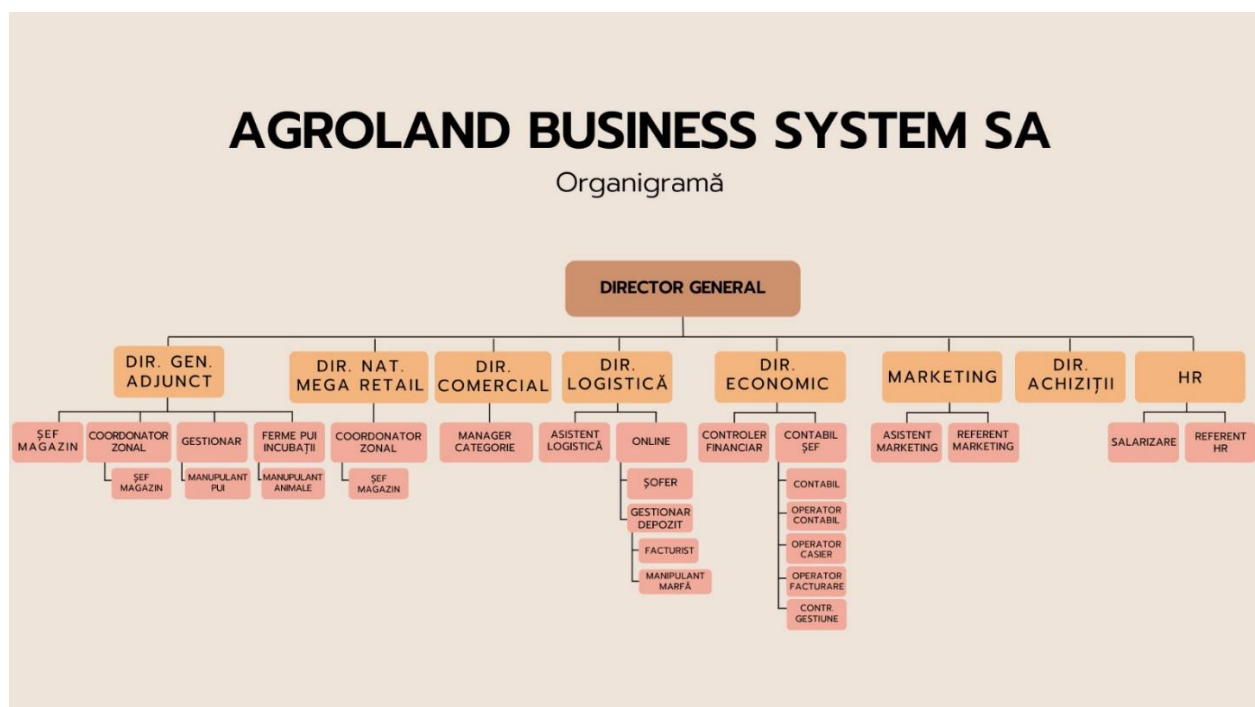 AGROLAND BUSINESS SYSTEM SA
Organigramă
DIRECTOR GENERAL
DIR. GEN.
ADJUNCT
DIR. NAT.
MEGA RETAIL
DIR.
COMERCIAL
DIR.
LOGISTICĂ
DIR.
ECONOMIC
MARKETING
DIR.
ACHIZIȚII
HR
ȘEF
MAGAZIN
COORDONATOR
ZONAL
GESTIONAR
FERME PUI
INCUBAȚII
COORDONATOR
ZONAL
MANAGER
CATEGORIE
ASISTENT
LOGISTICĂ
ONLINE
CONTROLER
FINANCIAR
CONTABIL
ȘEF
ASISTENT
MARKETING
REFERENT
MARKETING
SALARIZARE
REFERENT
HR
ȘEF
MAGAZIN
MANUPULANT
PUI
MANUPULANT
ANIMALE
ȘEF
MAGAZIN
ȘOFER
CONTABIL
GESTIONAR
DEPOZIT
OPERATOR
CONTABIL
FACTURIST
OPERATOR
CASIER
MANIPULANT
MARFĂ
OPERATOR
FACTURARE
CONTR.
GESTIUNE